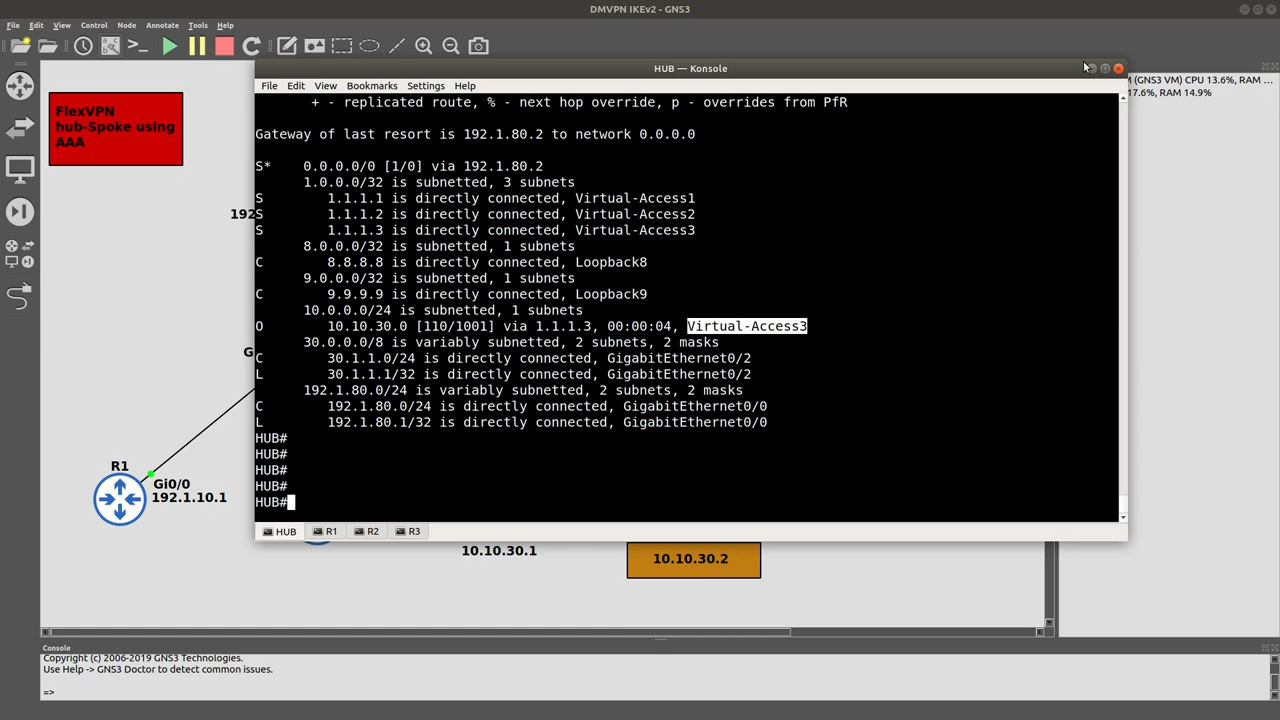 DMVPN IKEv2 - GNS3
File Edit View Control Node Annotate Tools Help
FlexVPN
hub-Spoke using
AAA
192
G
HUB — Konsole
File Edit View Bookmarks Settings Help
+ - replicated route, % - next hop override, p - overrides from PfR
Gateway of last resort is 192.1.80.2 to network 0.0.0.0
S* 0.0.0.0/0 [1/0] via 192.1.80.2
1.0.0.0/32 is subnetted, 3 subnets
S 1.1.1.1 is directly connected, Virtual-Access1
S 1.1.1.2 is directly connected, Virtual-Access2
S 1.1.1.3 is directly connected, Virtual-Access3
8.0.0.0/32 is subnetted, 1 subnets
C 8.8.8.8 is directly connected, Loopback8
9.0.0.0/32 is subnetted, 1 subnets
C 9.9.9.9 is directly connected, Loopback9
10.0.0.0/24 is subnetted, 1 subnets
O 10.10.30.0 [110/1001] via 1.1.1.3, 00:00:04, Virtual-Access3
30.0.0.0/8 is variably subnetted, 2 subnets, 2 masks
C 30.1.1.0/24 is directly connected, GigabitEthernet0/2
L 30.1.1.1/32 is directly connected, GigabitEthernet0/2
192.1.80.0/24 is variably subnetted, 2 subnets, 2 masks
C 192.1.80.0/24 is directly connected, GigabitEthernet0/0
L 192.1.80.1/32 is directly connected, GigabitEthernet0/0
HUB#
HUB#
HUB#
HUB#
HUB#
HUB R1 R2 R3
(GNS3 VM) CPU 13.6%, RAM ...
17.6%, RAM 14.9%
R1
Gi0/0
192.1.10.1
10.10.30.1
10.10.30.2
Console
Copyright (c) 2006-2019 GNS3 Technologies.
Use Help -> GNS3 Doctor to detect common issues.
=>